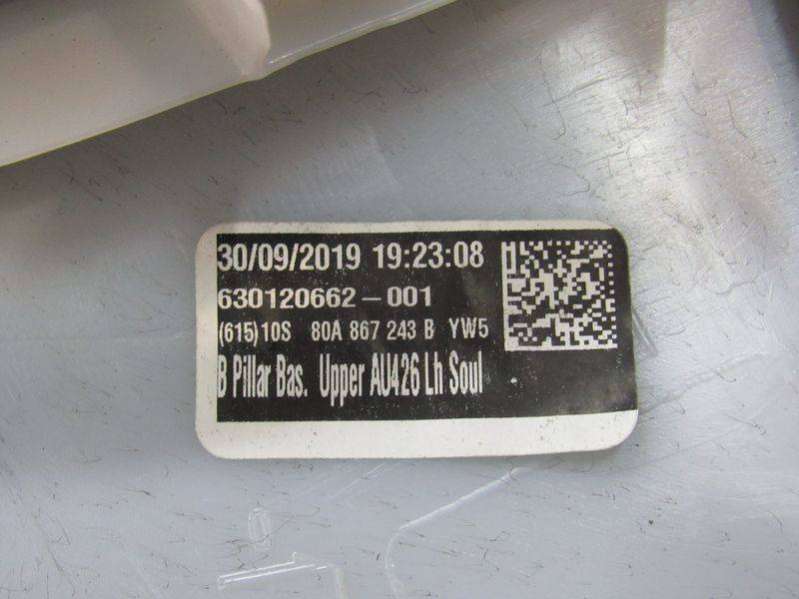 30/09/2019 19:23:08
630120662-001
(615)10S 80A 867 243 B YW5
B Pillar Bas. Upper AU426 Lh Soul